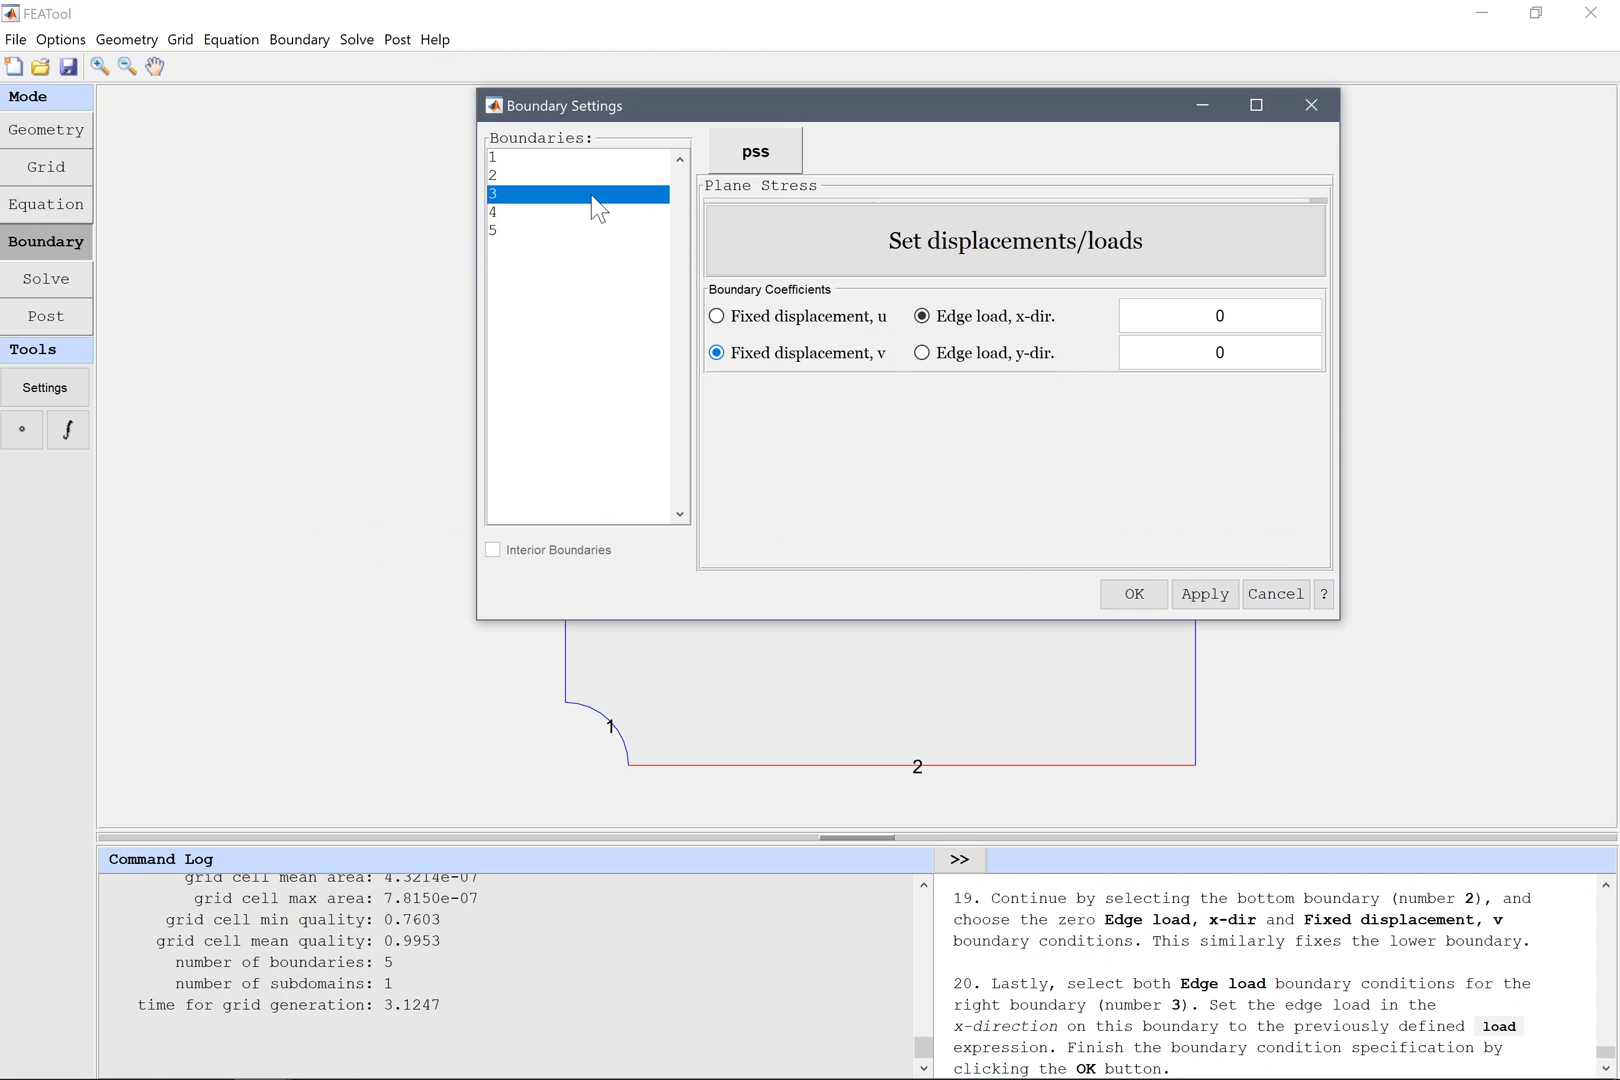 FEATool
File Options Geometry Grid Equation Boundary Solve Post Help
Mode
Geometry
Grid
Equation
Boundary
Solve
Post
Tools
Settings
∫
Boundary Settings
Boundaries:
1
2
3
4
5
Interior Boundaries
pss
Plane Stress
Set displacements/loads
Boundary Coefficients
Fixed displacement, u Edge load, x-dir. 0
Fixed displacement, v Edge load, y-dir. 0
OK Apply Cancel ?
1
2
Command Log
grid cell mean area: 4.3214e-07
grid cell max area: 7.8150e-07
grid cell min quality: 0.7603
grid cell mean quality: 0.9953
number of boundaries: 5
number of subdomains: 1
time for grid generation: 3.1247
>>
19. Continue by selecting the bottom boundary (number 2), and
choose the zero Edge load, x-dir and Fixed displacement, v
boundary conditions. This similarly fixes the lower boundary.
20. Lastly, select both Edge load boundary conditions for the
right boundary (number 3). Set the edge load in the
x-direction on this boundary to the previously defined load
expression. Finish the boundary condition specification by
clicking the OK button.